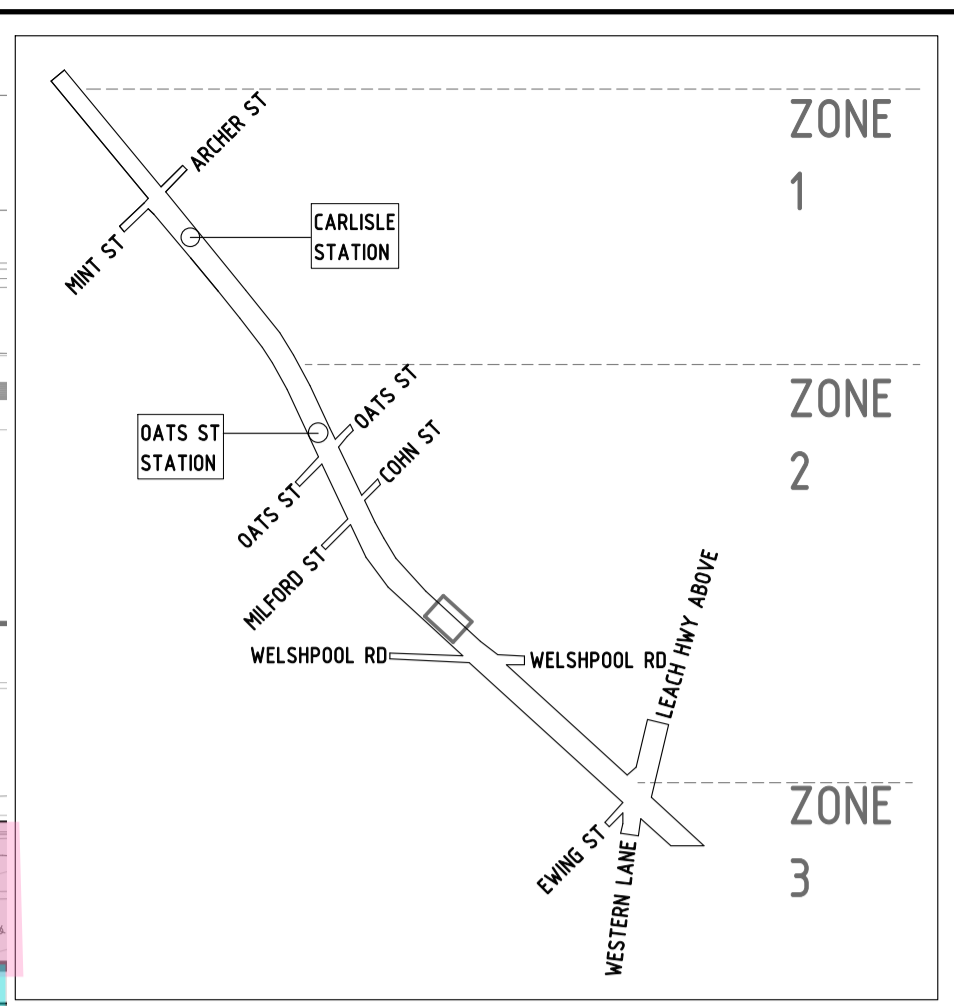 ZONE
1
ARCHER ST
CARLISLE
STATION
MINT ST
ZONE
2
OATS ST
OATS ST
STATION
COHN ST
OATS ST
MILFORD ST
LEACH HWY ABOVE
WELSHPOOL RD
WELSHPOOL RD
ZONE
3
EWING ST
WESTERN LANE